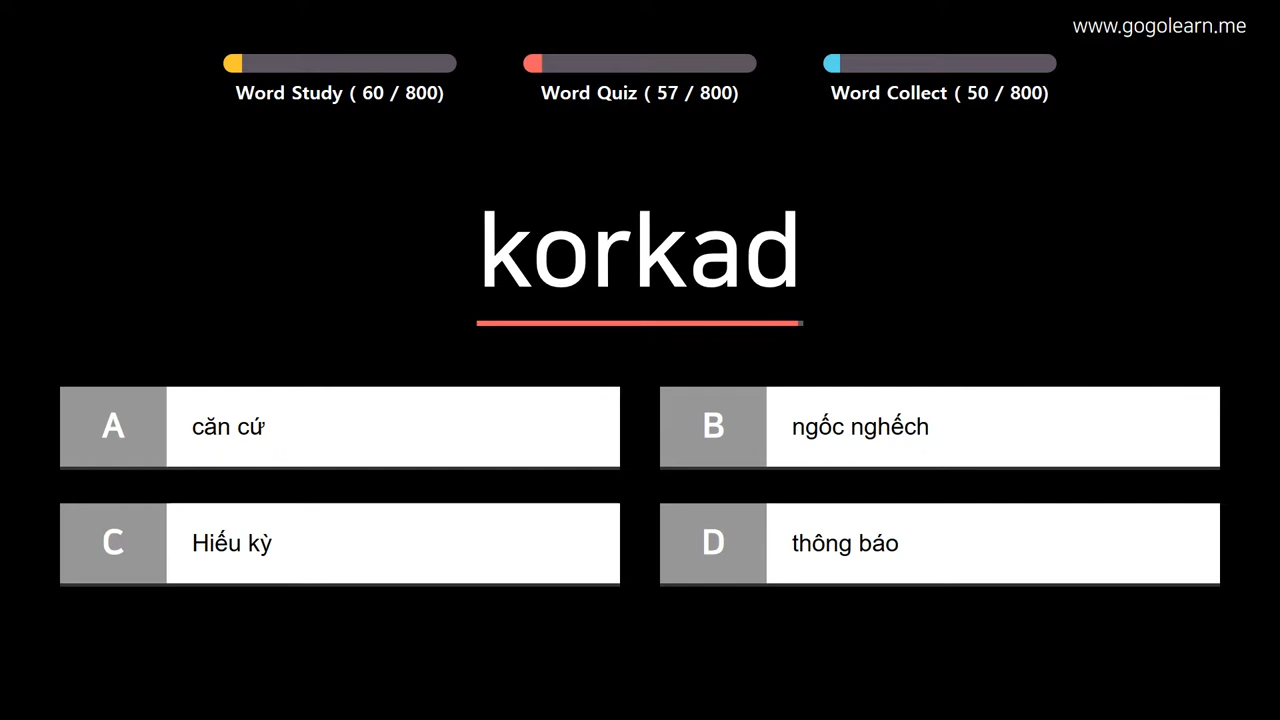 www.gogolearn.me
Word Study ( 60 / 800)
Word Quiz ( 57 / 800)
Word Collect ( 50 / 800)
korkad
A căn cứ
B ngốc nghếch
C Hiếu kỳ
D thông báo